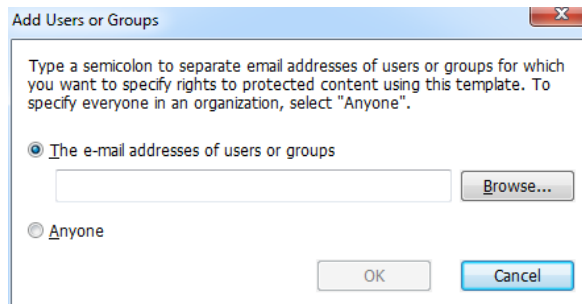 Add Users or Groups
Type a semicolon to separate email addresses of users or groups for which
you want to specify rights to protected content using this template. To
specify everyone in an organization, select "Anyone".
The e-mail addresses of users or groups
Browse...
Anyone
OK
Cancel